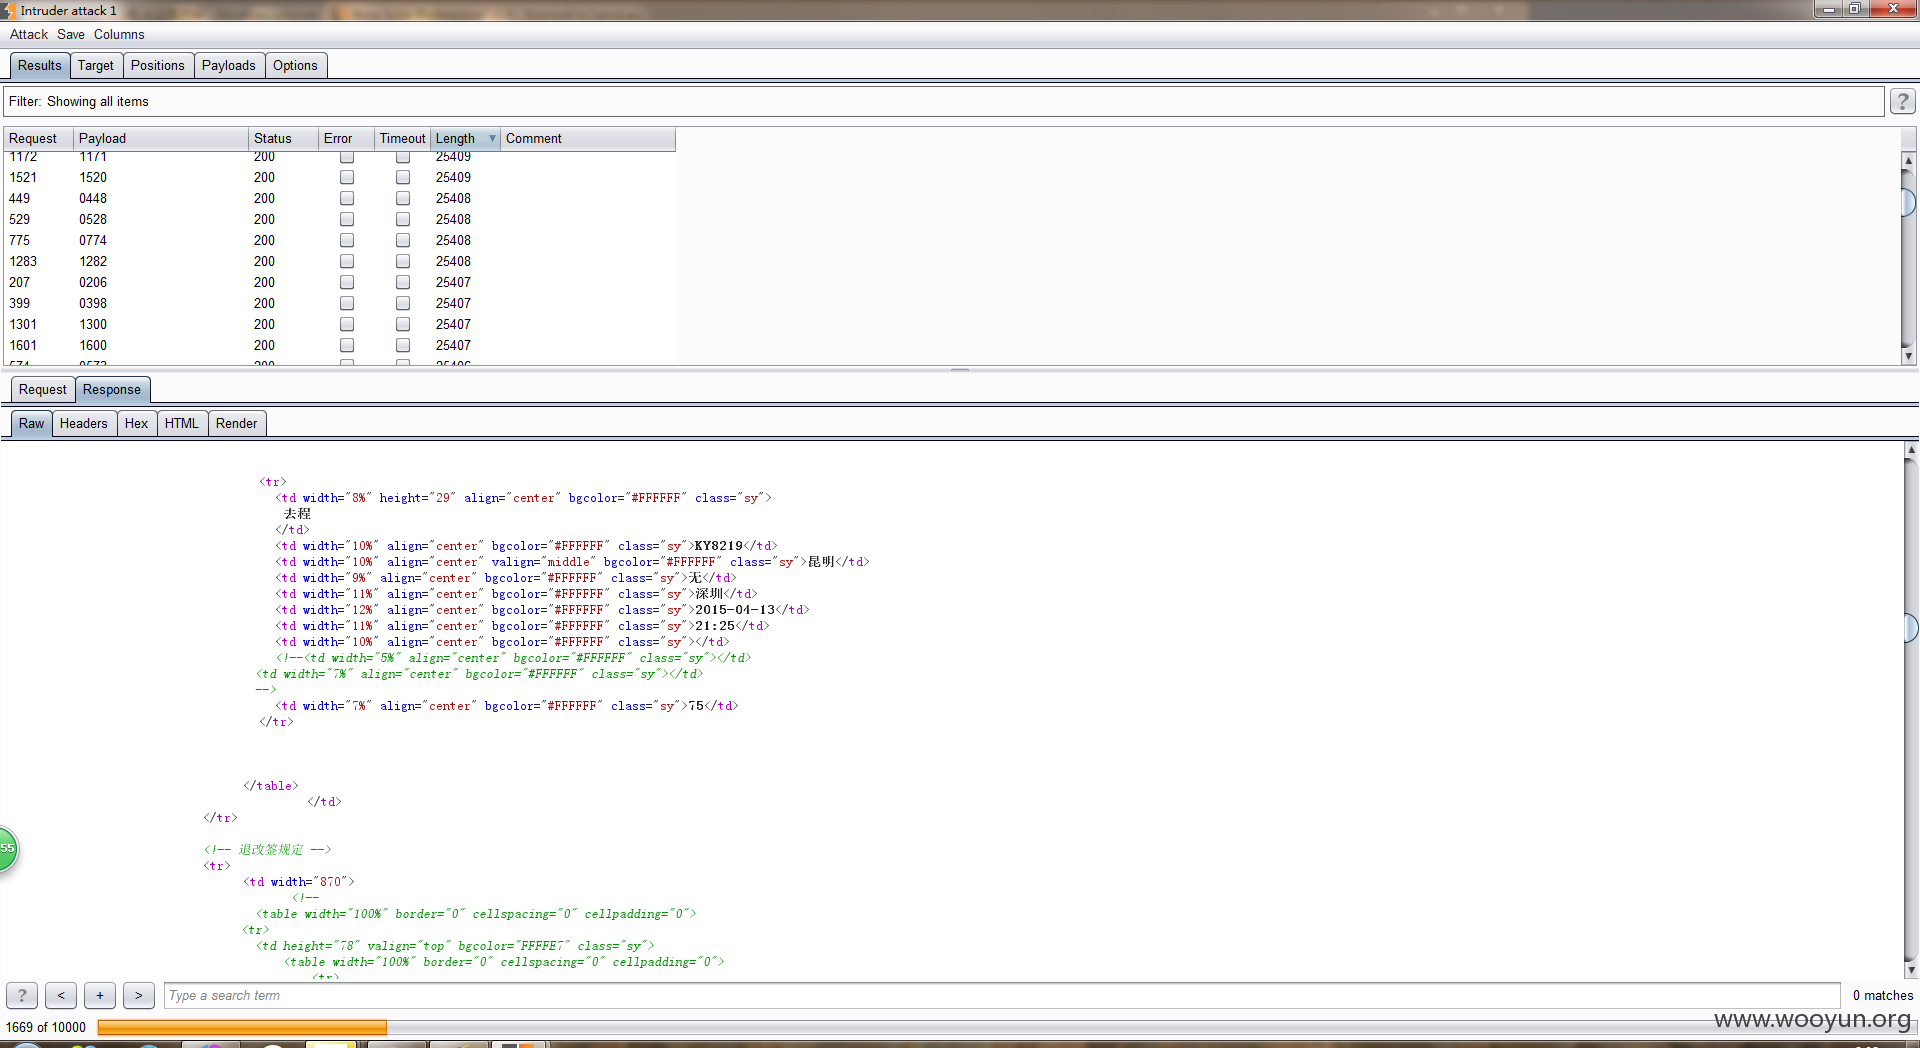 Intruder attack 1
Attack Save Columns
Results Target Positions Payloads Options
Filter: Showing all items
?
Request Payload Status Error Timeout Length Comment
1172 1171 200 25409
1521 1520 200 25409
449 0448 200 25408
529 0528 200 25408
775 0774 200 25408
1283 1282 200 25408
207 0206 200 25407
399 0398 200 25407
1301 1300 200 25407
1601 1600 200 25407
Request Response
Raw Headers Hex HTML Render
<tr>
<td width="8%" height="29" align="center" bgcolor="#FFFFFF" class="sy">
去程
</td>
<td width="10%" align="center" bgcolor="#FFFFFF" class="sy">KY8219</td>
<td width="10%" align="center" valign="middle" bgcolor="#FFFFFF" class="sy">昆明</td>
<td width="9%" align="center" bgcolor="#FFFFFF" class="sy">无</td>
<td width="11%" align="center" bgcolor="#FFFFFF" class="sy">深圳</td>
<td width="12%" align="center" bgcolor="#FFFFFF" class="sy">2015-04-13</td>
<td width="11%" align="center" bgcolor="#FFFFFF" class="sy">21:25</td>
<td width="10%" align="center" bgcolor="#FFFFFF" class="sy"></td>
<!--<td width="5%" align="center" bgcolor="#FFFFFF" class="sy"></td>
<td width="7%" align="center" bgcolor="#FFFFFF" class="sy"></td>
-->
<td width="7%" align="center" bgcolor="#FFFFFF" class="sy">75</td>
</tr>
</table>
</td>
</tr>
<!-- 退改签规定 -->
<tr>
<td width="870">
<!--
<table width="100%" border="0" cellspacing="0" cellpadding="0">
<tr>
<td height="78" valign="top" bgcolor="FFFFE7" class="sy">
<table width="100%" border="0" cellspacing="0" cellpadding="0">
<tr>
55
? < + > Type a search term 0 matches
1669 of 10000
www.wooyun.org